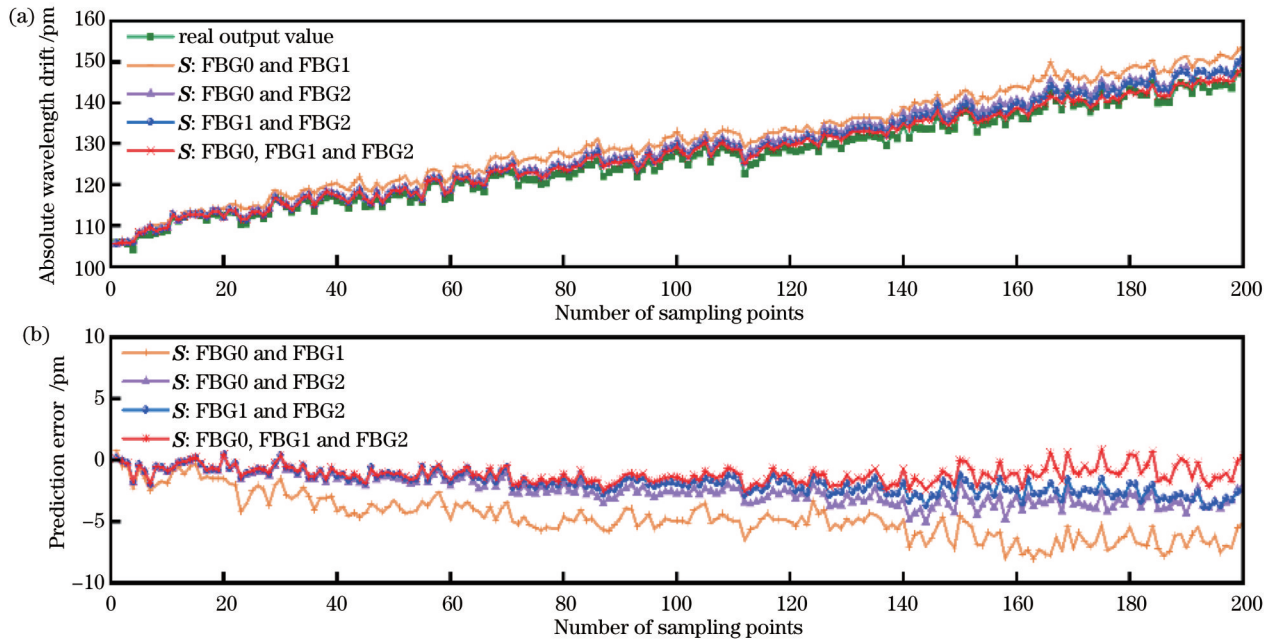 (a)
160
150
140
130
120
110
100
Absolute wavelength drift /pm
real output value
S: FBG0 and FBG1
S: FBG0 and FBG2
S: FBG1 and FBG2
S: FBG0, FBG1 and FBG2
0 20 40 60 80 100 120 140 160 180 200
Number of sampling points
(b)
10
5
0
−5
−10
Prediction error /pm
S: FBG0 and FBG1
S: FBG0 and FBG2
S: FBG1 and FBG2
S: FBG0, FBG1 and FBG2
0 20 40 60 80 100 120 140 160 180 200
Number of sampling points